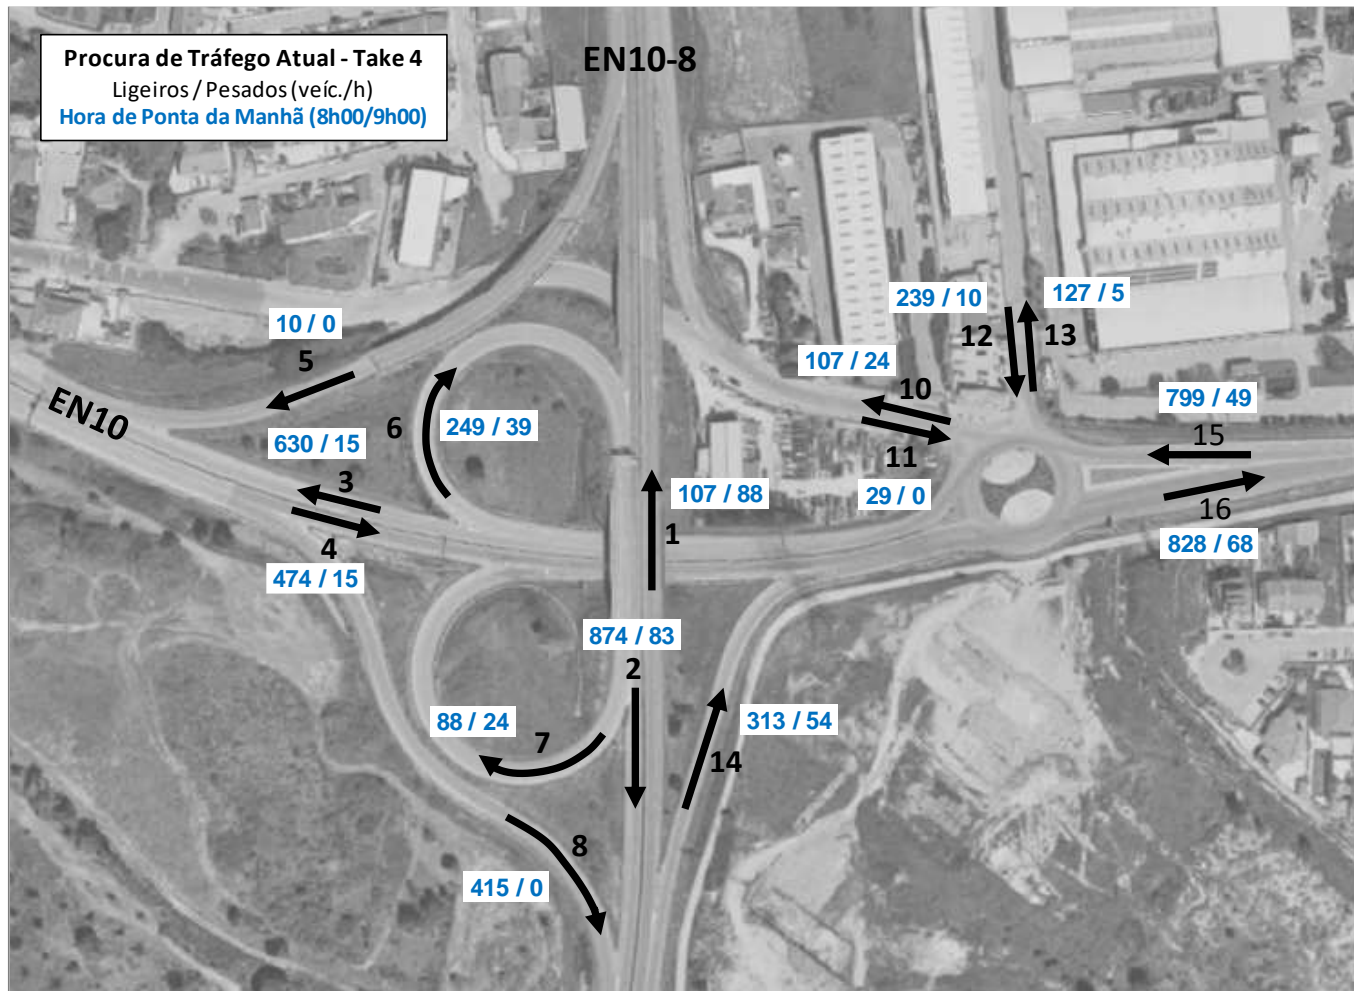 Procura de Tráfego Atual - Take 4
Ligeiros / Pesados (veíc./h)
Hora de Ponta da Manhã (8h00/9h00)
EN10-8
239 / 10
127 / 5
12
13
10 / 0
5
107 / 24
10
EN10
799 / 49
15
6
249 / 39
630 / 15
11
3
107 / 88
29 / 0
16
1
4
828 / 68
474 / 15
874 / 83
2
88 / 24
7
313 / 54
14
8
415 / 0